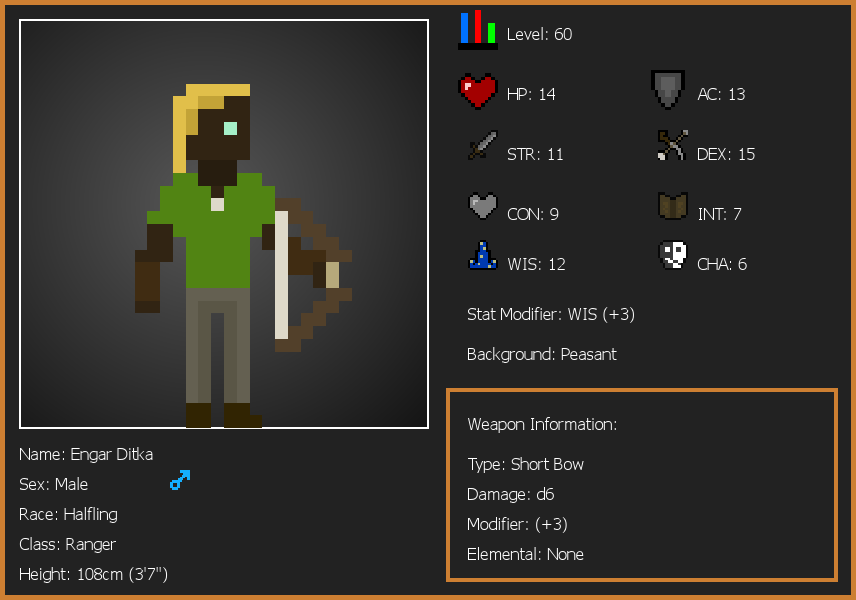 Level: 60
HP: 14
AC: 13
STR: 11
DEX: 15
CON: 9
INT: 7
WIS: 12
CHA: 6
Stat Modifier: WIS (+3)
Background: Peasant
Weapon Information:
Type: Short Bow
Damage: d6
Modifier: (+3)
Elemental: None
Name: Engar Ditka
Sex: Male
Race: Halfling
Class: Ranger
Height: 108cm (3'7")